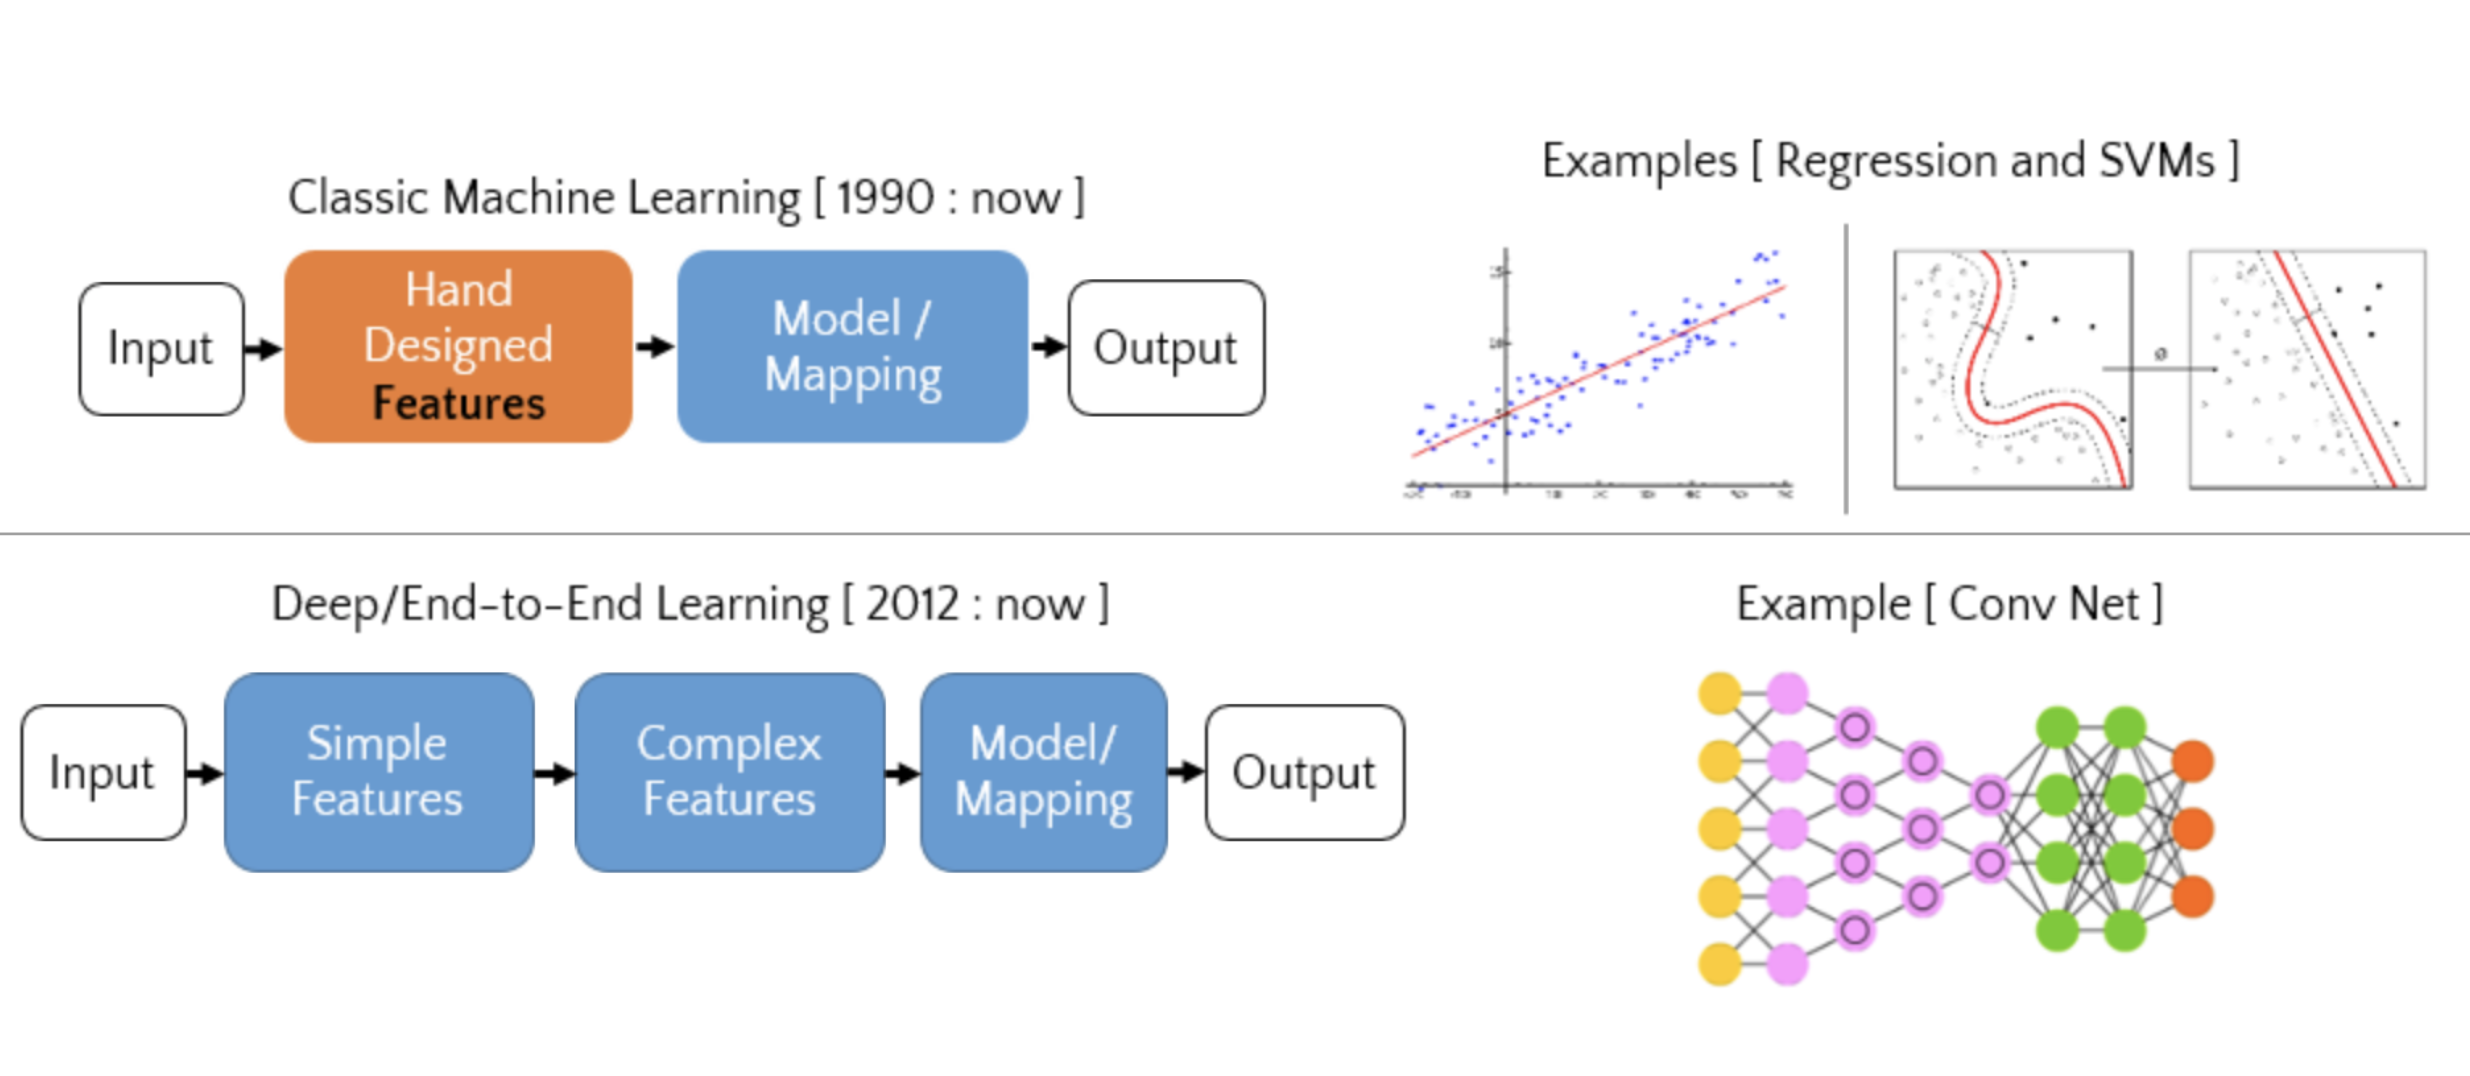 Classic Machine Learning [ 1990 : now ]
Input
Hand
Designed
Features
Model /
Mapping
Output
Examples [ Regression and SVMs ]
Deep/End-to-End Learning [ 2012 : now ]
Input
Simple
Features
Complex
Features
Model/
Mapping
Output
Example [ Conv Net ]